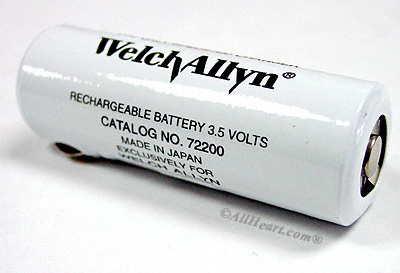 WelchAllyn®
RECHARGEABLE BATTERY 3.5 VOLTS
CATALOG NO. 72200
MADE IN JAPAN
EXCLUSIVELY FOR
WELCH ALLYN
©AllHeart.com®